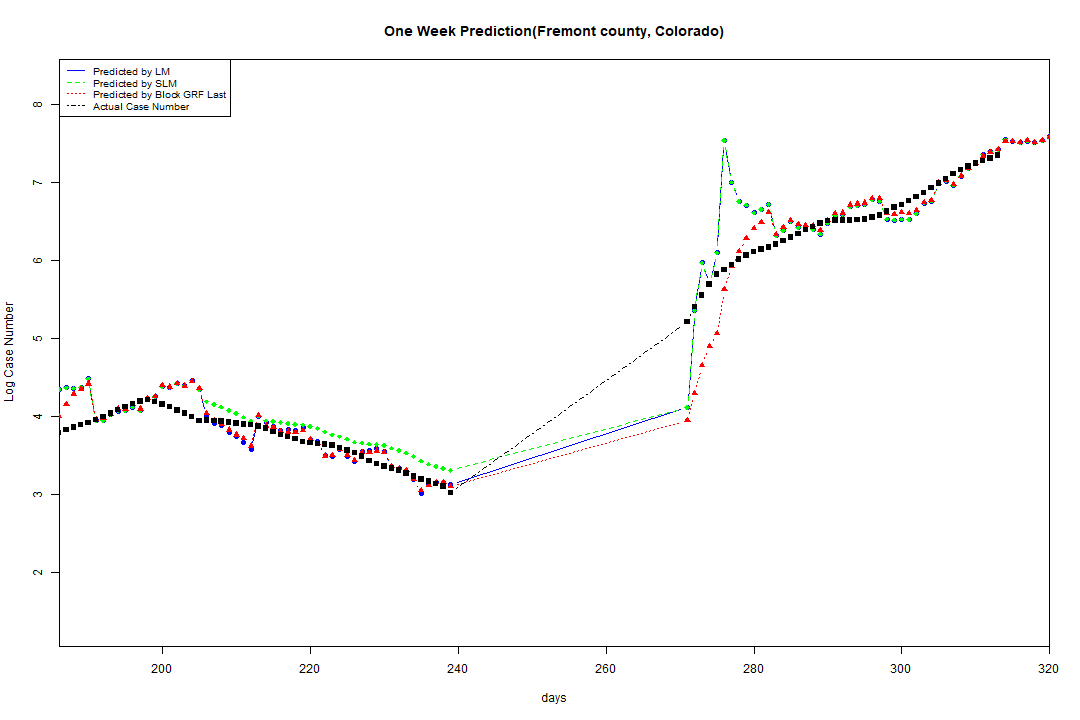 One Week Prediction(Fremont county, Colorado)
Predicted by LM
Predicted by SLM
Predicted by Block GRF Last
Actual Case Number
8
7
6
5
4
3
2
Log Case Number
200 220 240 260 280 300 320
days